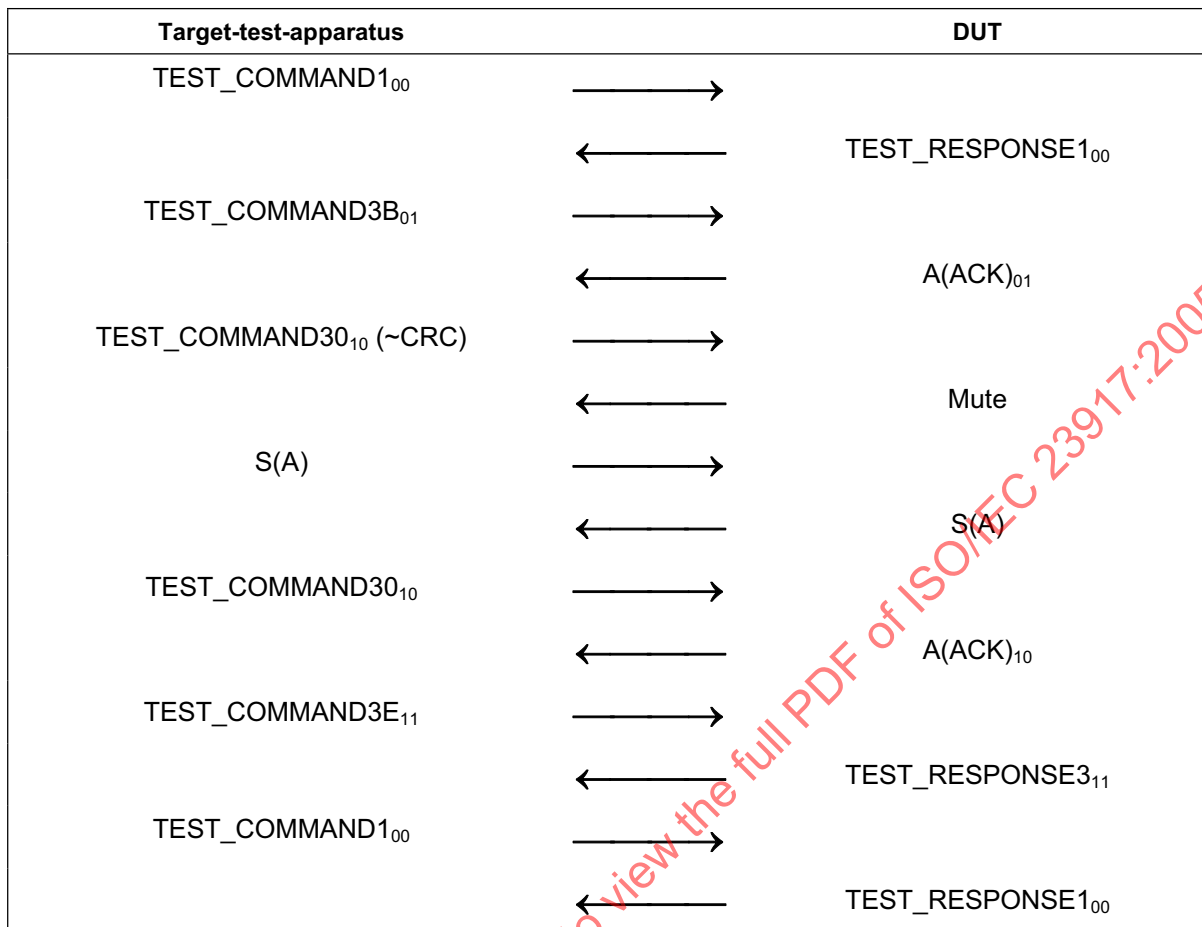 Target-test-apparatus DUT
TEST_COMMAND1₀₀
TEST_RESPONSE1₀₀
TEST_COMMAND3B₀₁
A(ACK)₀₁
TEST_COMMAND30₁₀ (~CRC)
Mute
S(A)
S(A)
TEST_COMMAND30₁₀
A(ACK)₁₀
TEST_COMMAND3E₁₁
TEST_RESPONSE3₁₁
TEST_COMMAND1₀₀
TEST_RESPONSE1₀₀
view the full PDF of ISO/IEC 23917:2005